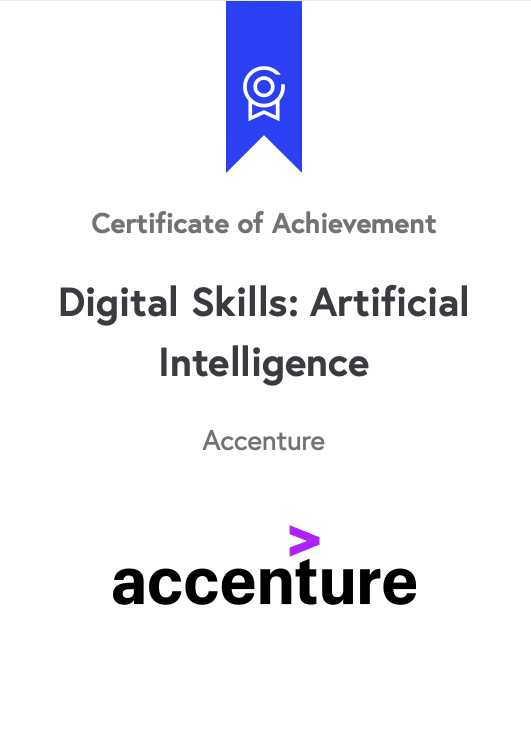 Certificate of Achievement
Digital Skills: Artificial
Intelligence
Accenture
accenture